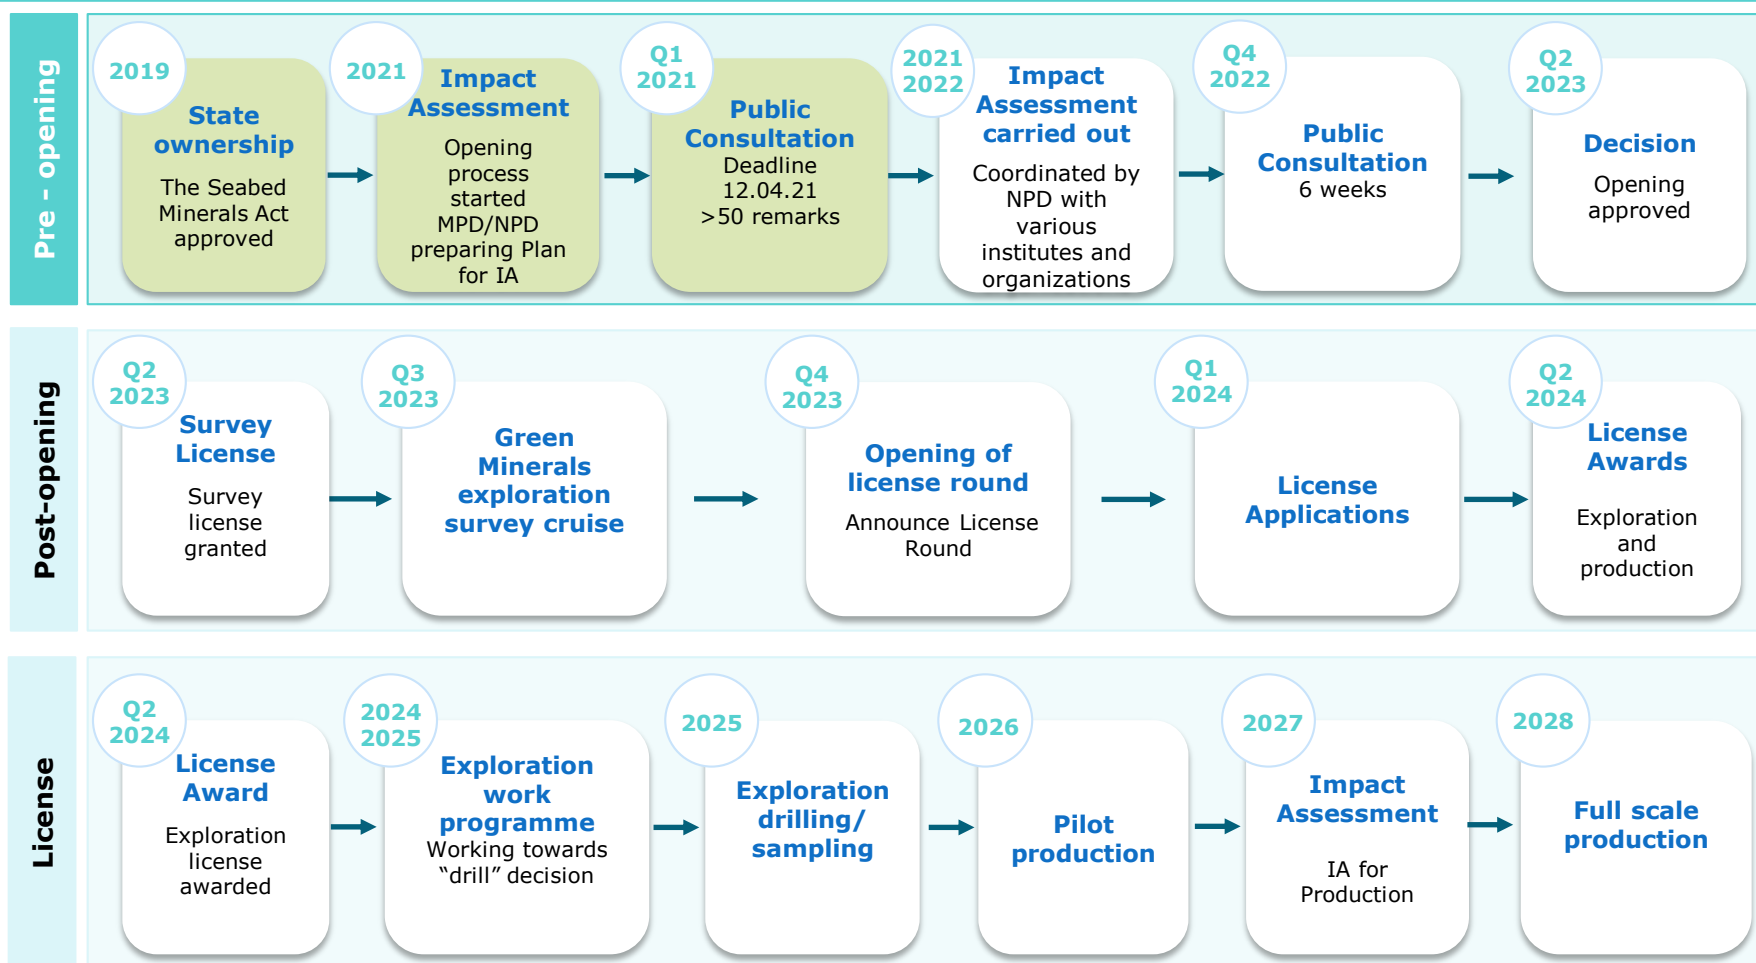 Pre - opening
2019
State
ownership
The Seabed
Minerals Act
approved
2021
Impact
Assessment
Opening
process
started
MPD/NPD
preparing Plan
for IA
Q1
2021
Public
Consultation
Deadline
12.04.21
>50 remarks
2021
2022
Impact
Assessment
carried out
Coordinated by
NPD with
various
institutes and
organizations
Q4
2022
Public
Consultation
6 weeks
Q2
2023
Decision
Opening
approved
Post-opening
Q2
2023
Survey
License
Survey
license
granted
Q3
2023
Green
Minerals
exploration
survey cruise
Q4
2023
Opening of
license round
Announce License
Round
Q1
2024
License
Applications
Q2
2024
License
Awards
Exploration
and
production
License
Q2
2024
License
Award
Exploration
license
awarded
2024
2025
Exploration
work
programme
Working towards
“drill” decision
2025
Exploration
drilling/
sampling
2026
Pilot
production
2027
Impact
Assessment
IA for
Production
2028
Full scale
production